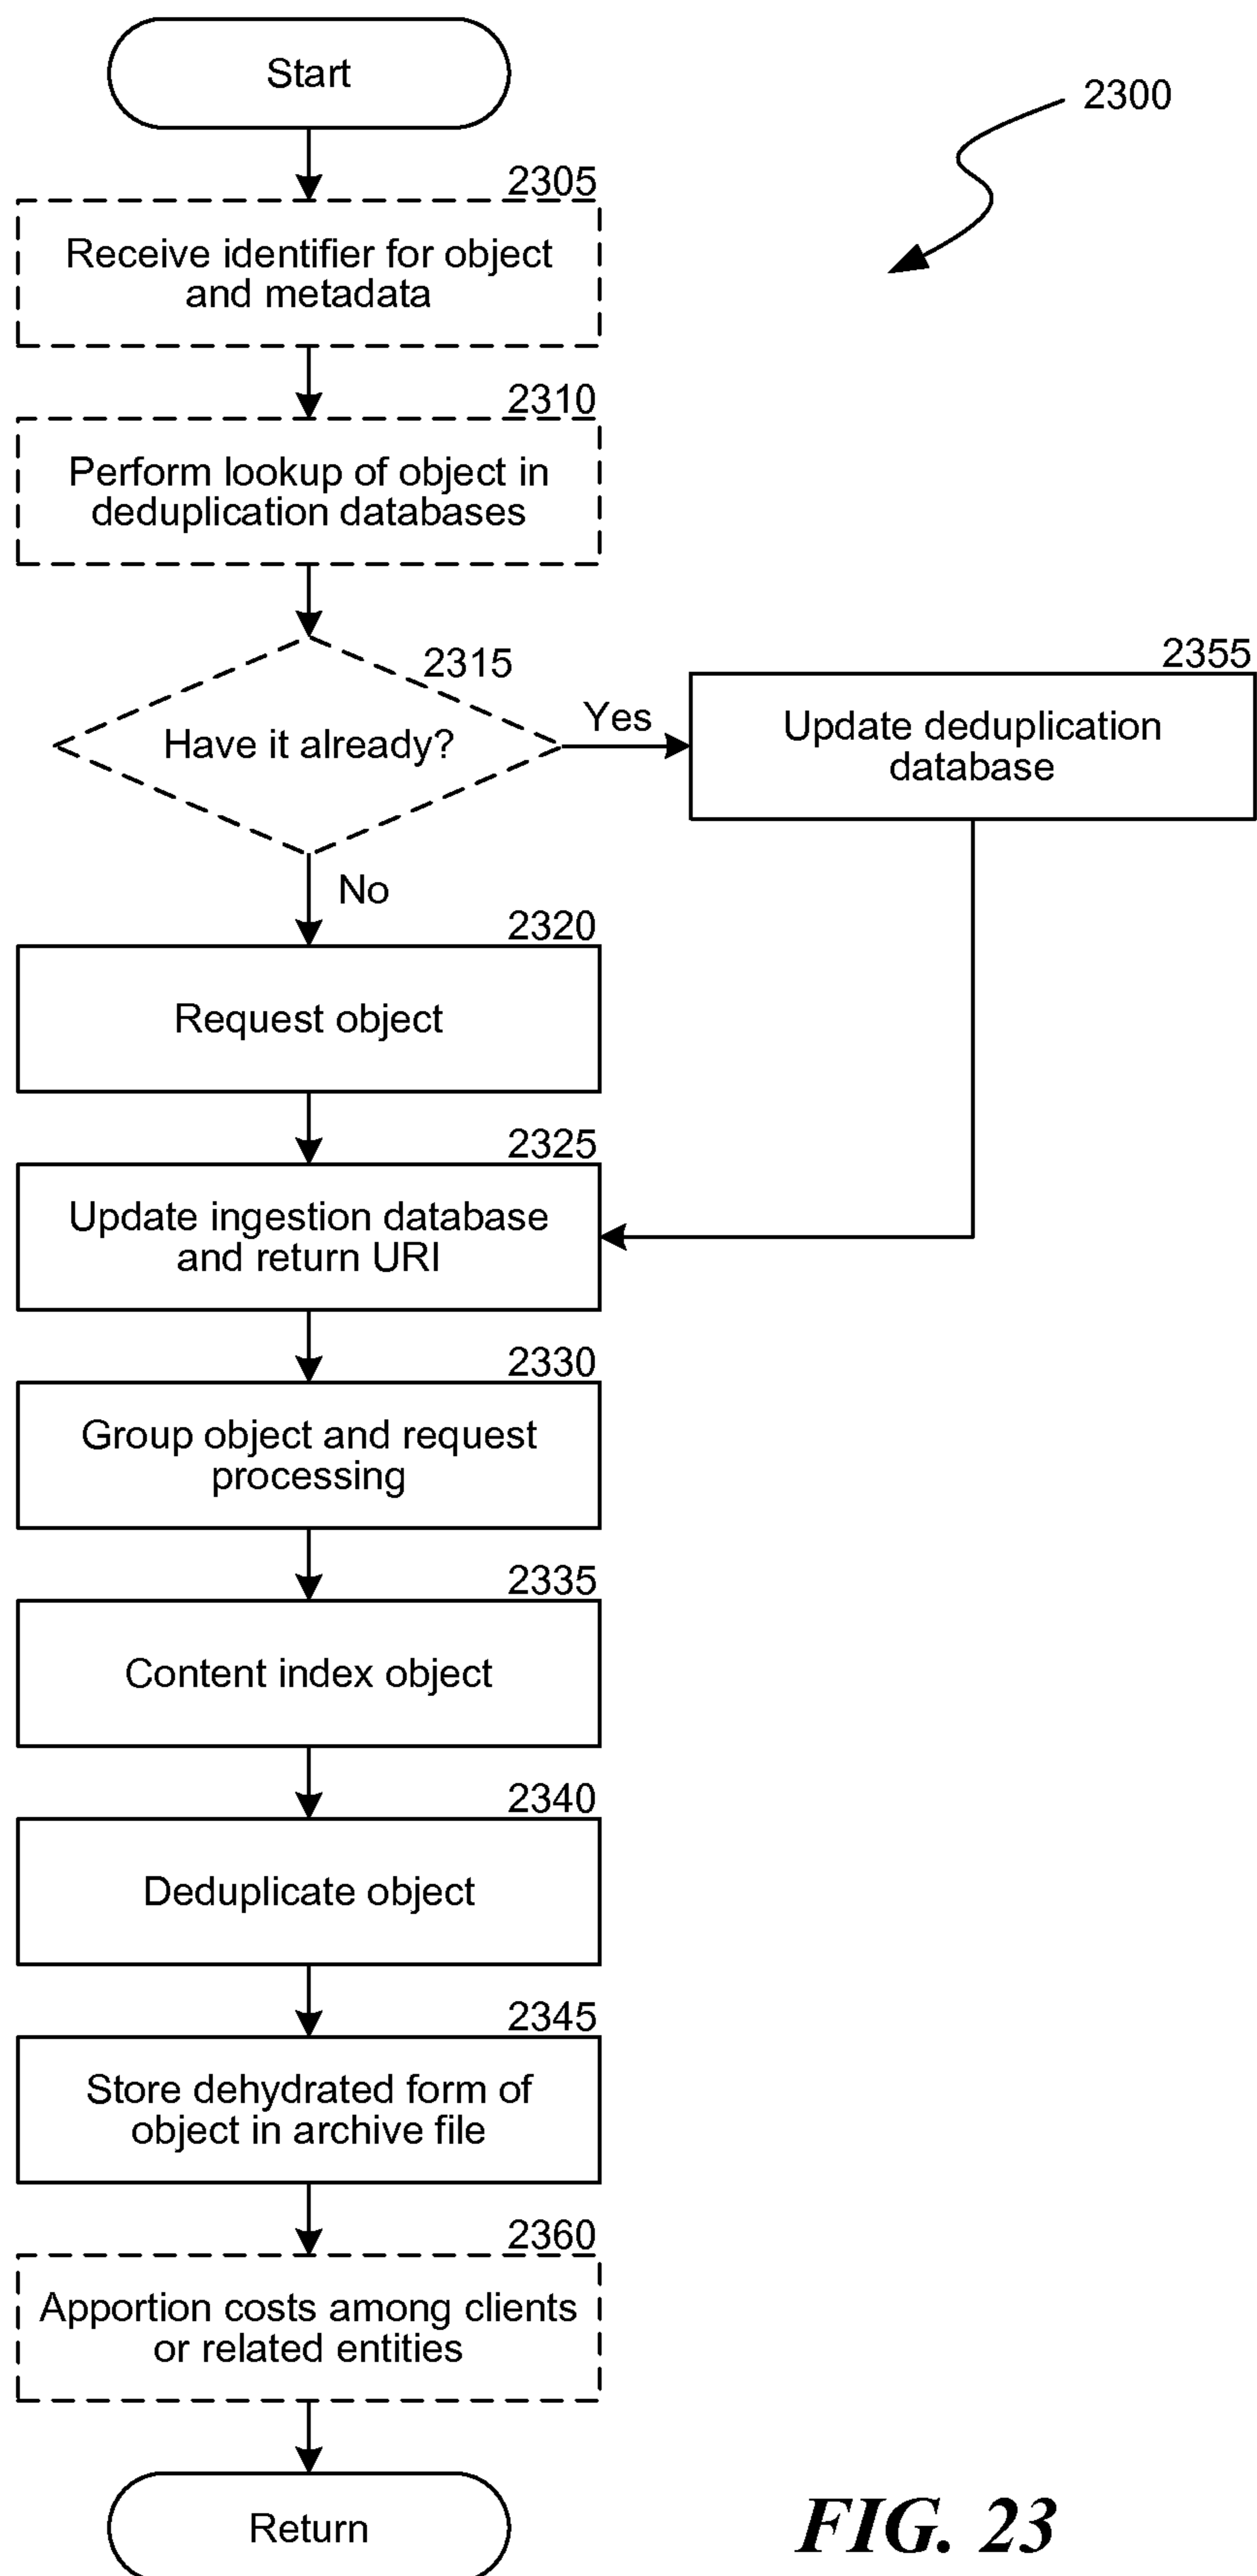 Start
2300
2305
Receive identifier for object
and metadata
2310
Perform lookup of object in
deduplication databases
2315
Have it already?
Yes
2355
Update deduplication
database
No
2320
Request object
2325
Update ingestion database
and return URI
2330
Group object and request
processing
2335
Content index object
2340
Deduplicate object
2345
Store dehydrated form of
object in archive file
2360
Apportion costs among clients
or related entities
Return
FIG. 23